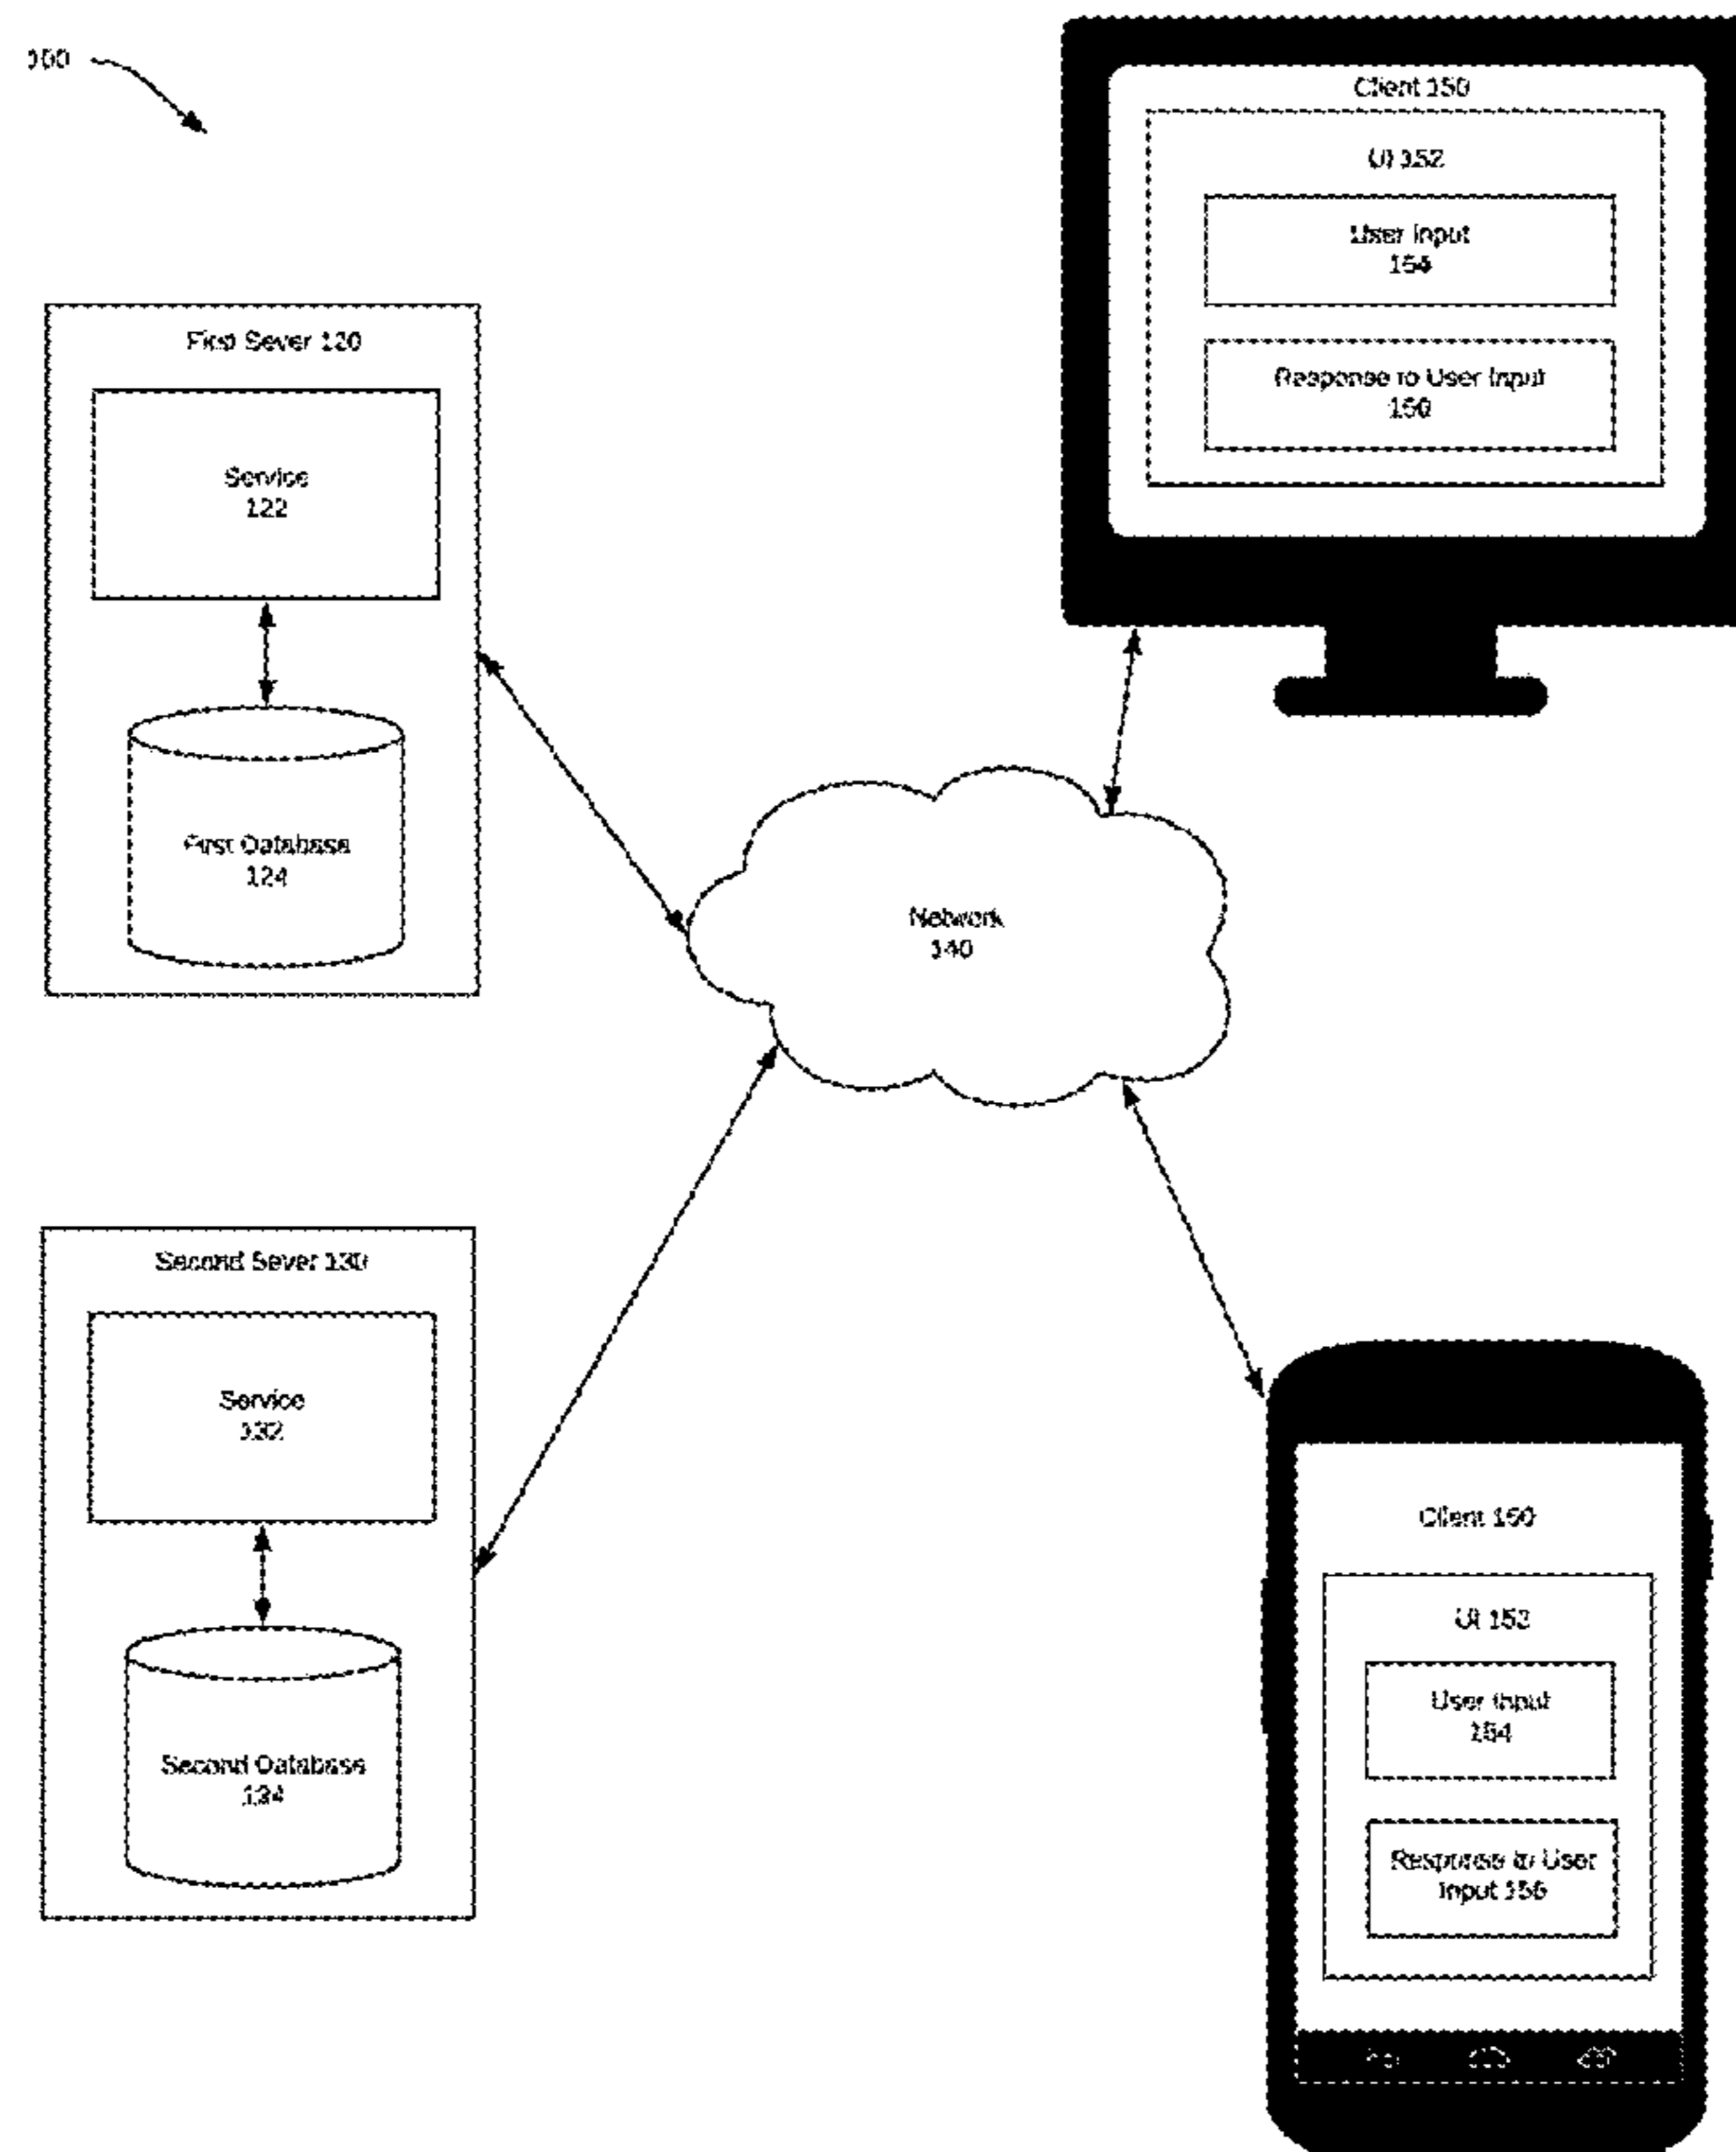 100
Client 150
UI 152
User Input
154
Response to User Input
156
First Sever 120
Service
122
First Database
124
Network
140
Second Sever 130
Service
132
Second Database
134
Client 150
UI 152
User Input
154
Response to User
Input 156